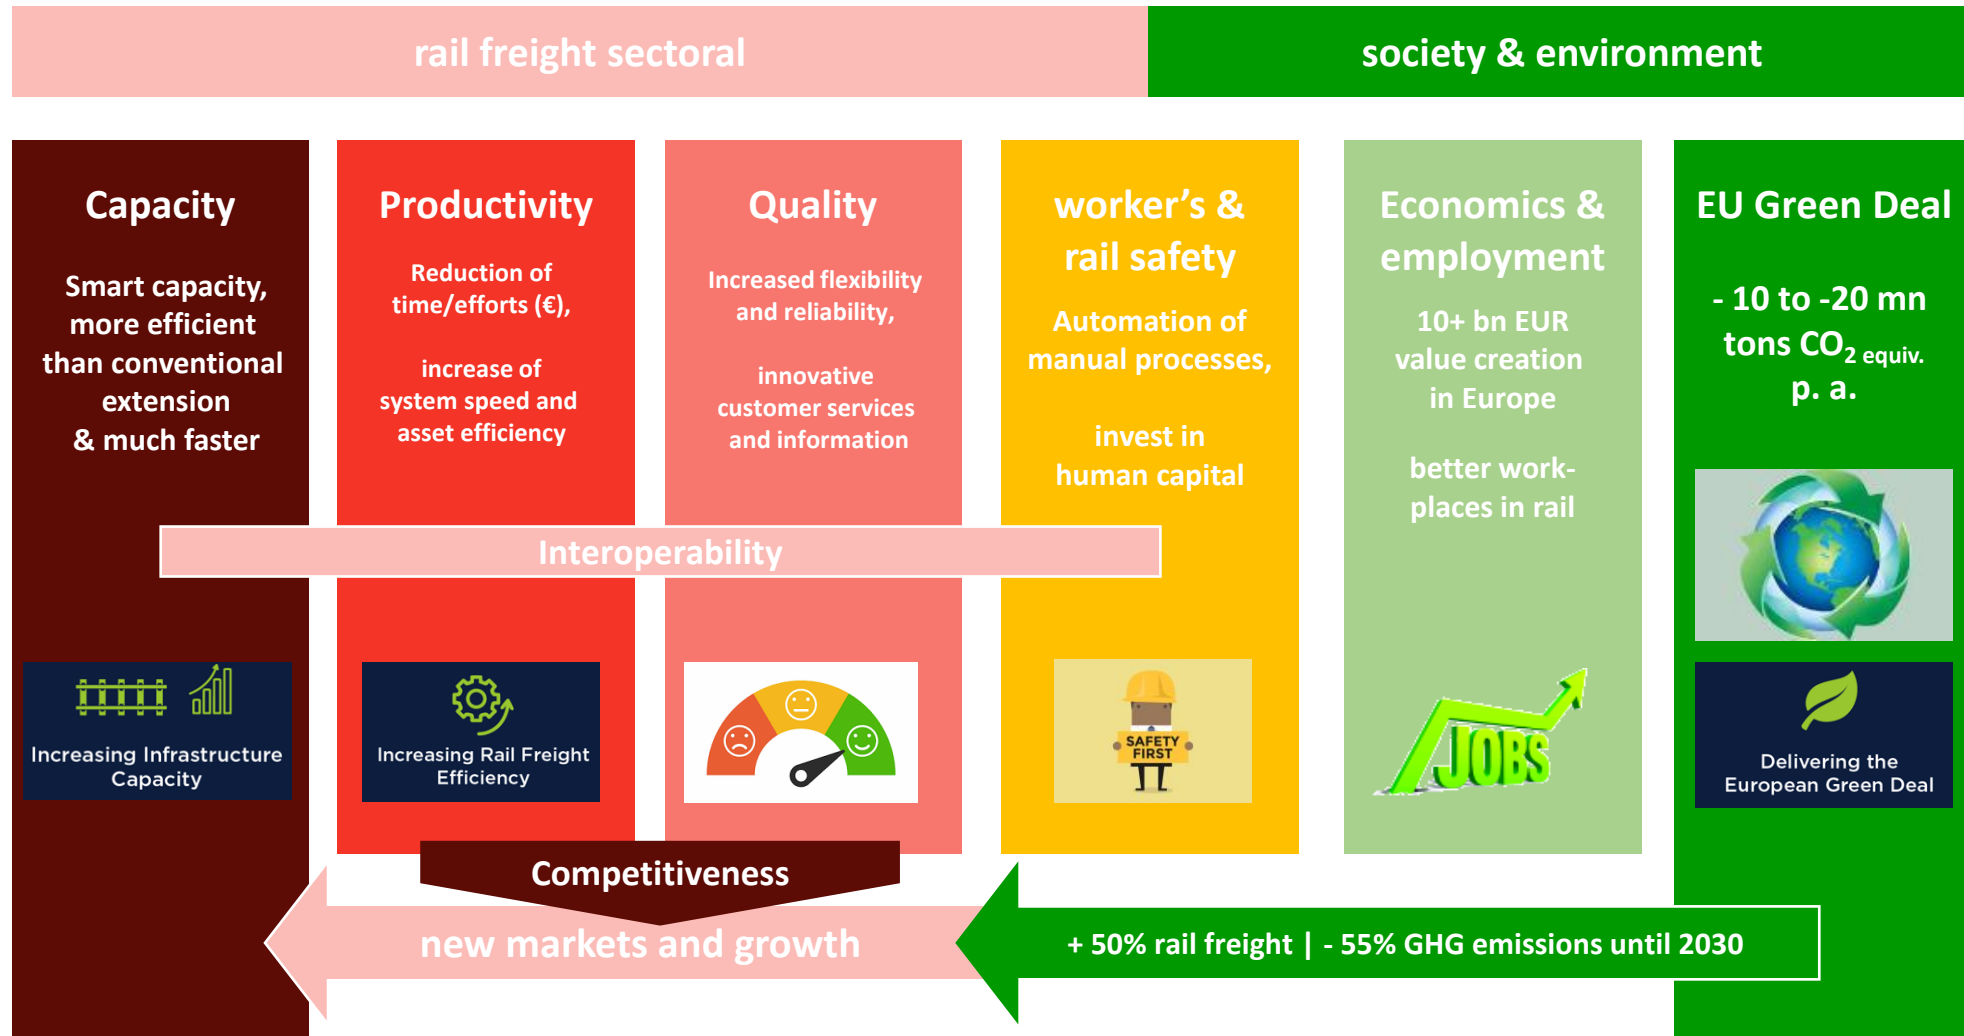 rail freight sectoral
society & environment
Capacity
Smart capacity,
more efficient
than conventional
extension
& much faster
Productivity
Reduction of
time/efforts (€),
increase of
system speed and
asset efficiency
Quality
Increased flexibility
and reliability,
innovative
customer services
and information
worker’s &
rail safety
Automation of
manual processes,
invest in
human capital
Economics &
employment
10+ bn EUR
value creation
in Europe
better work-
places in rail
EU Green Deal
- 10 to -20 mn
tons CO2 equiv.
p. a.
Interoperability
Increasing Infrastructure
Capacity
Increasing Rail Freight
Efficiency
SAFETY
FIRST
JOBS
Delivering the
European Green Deal
Competitiveness
new markets and growth
+ 50% rail freight | - 55% GHG emissions until 2030